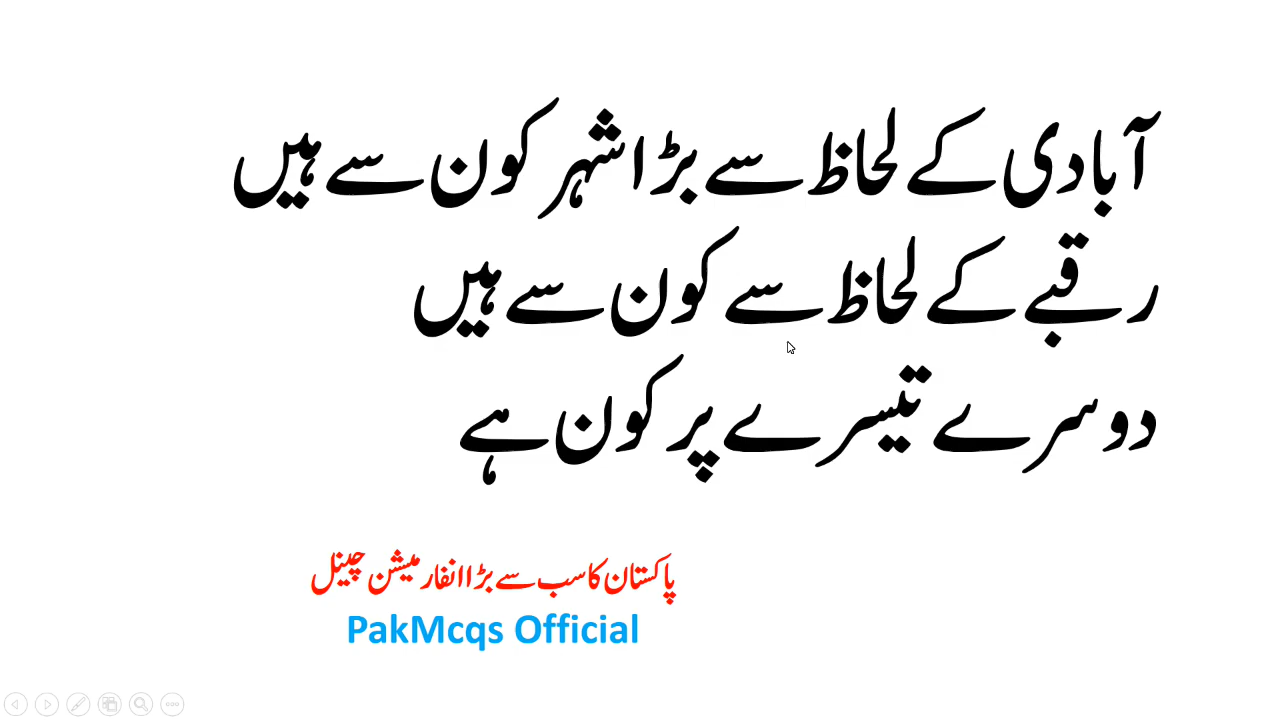 آبادی کے لحاظ سے بڑا شہر کون سے ہیں
رقبے کے لحاظ سے کون سے ہیں
دوسرے تیسرے پر کون ہے
پاکستان کا سب سے بڑا انفارمیشن چینل
PakMcqs Official